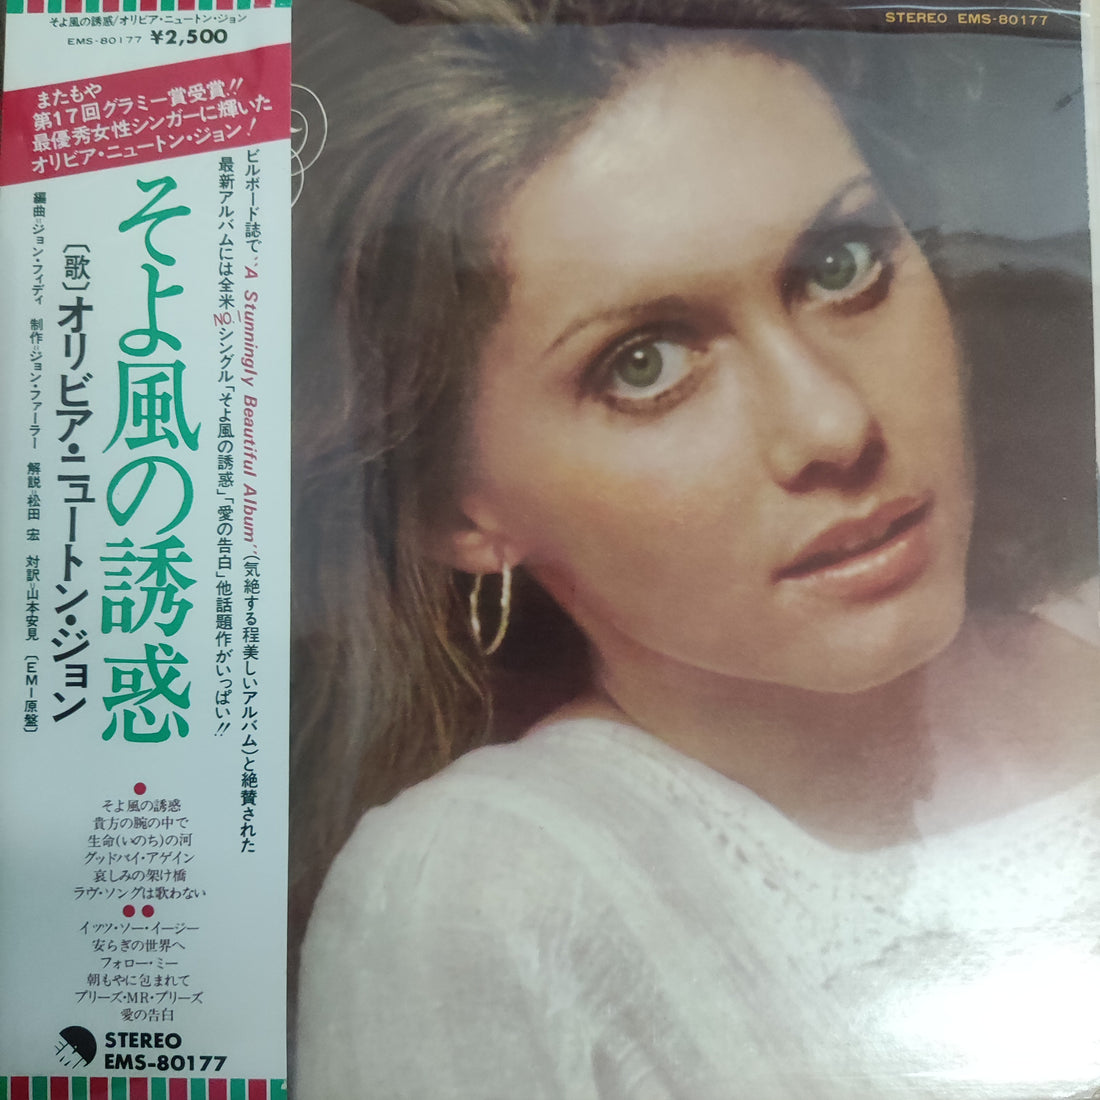 そよ風の誘惑/オリビア・ニュートン・ジョン
EMS-80177 ¥2,500
またもや
第17回グラミー賞受賞!!
最優秀女性シンガーに輝いた
オリビア・ニュートン・ジョン!
ビルボード誌で“A Stunningly Beautiful Album”(気絶する程美しいアルバム)と絶賛された
最新アルバムには全米NO.1シングル「そよ風の誘惑」「愛の告白」他話題作がいっぱい!!
そよ風の誘惑
〔歌〕オリビア・ニュートン・ジョン
編曲=ジョン・フィディ 制作=ジョン・ファーラー 解説=松田 宏 対訳=山本安見〔EMI原盤〕
●
そよ風の誘惑
貴方の腕の中で
生命(いのち)の河
グッドバイ・アゲイン
哀しみの架け橋
ラヴ・ソングは歌わない
●●
イッツ・ソー・イージー
安らぎの世界へ
フォロー・ミー
朝もやに包まれて
プリーズ・MR・プリーズ
愛の告白
STEREO
EMS-80177
STEREO EMS-80177